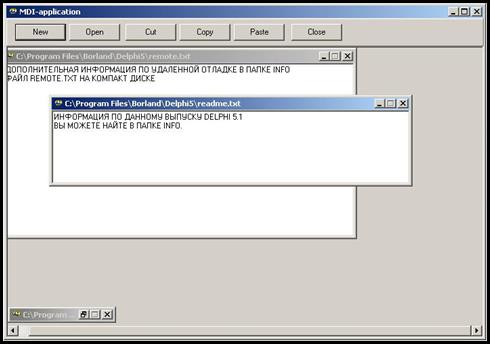 MDI-application
New Open Cut Copy Paste Close
C:\Program Files\Borland\Delphi5\remote.txt
ДОПОЛНИТЕЛЬНАЯ ИНФОРМАЦИЯ ПО УДАЛЕННОЙ ОТЛАДКЕ В ПАПКЕ INFO
ФАЙЛ REMOTE.TXT НА КОМПАКТ ДИСКЕ
C:\Program Files\Borland\Delphi5\readme.txt
ИНФОРМАЦИЯ ПО ДАННОМУ ВЫПУСКУ DELPHI 5.1
ВЫ МОЖЕТЕ НАЙТЕ В ПАПКЕ INFO.
C:\Program ...